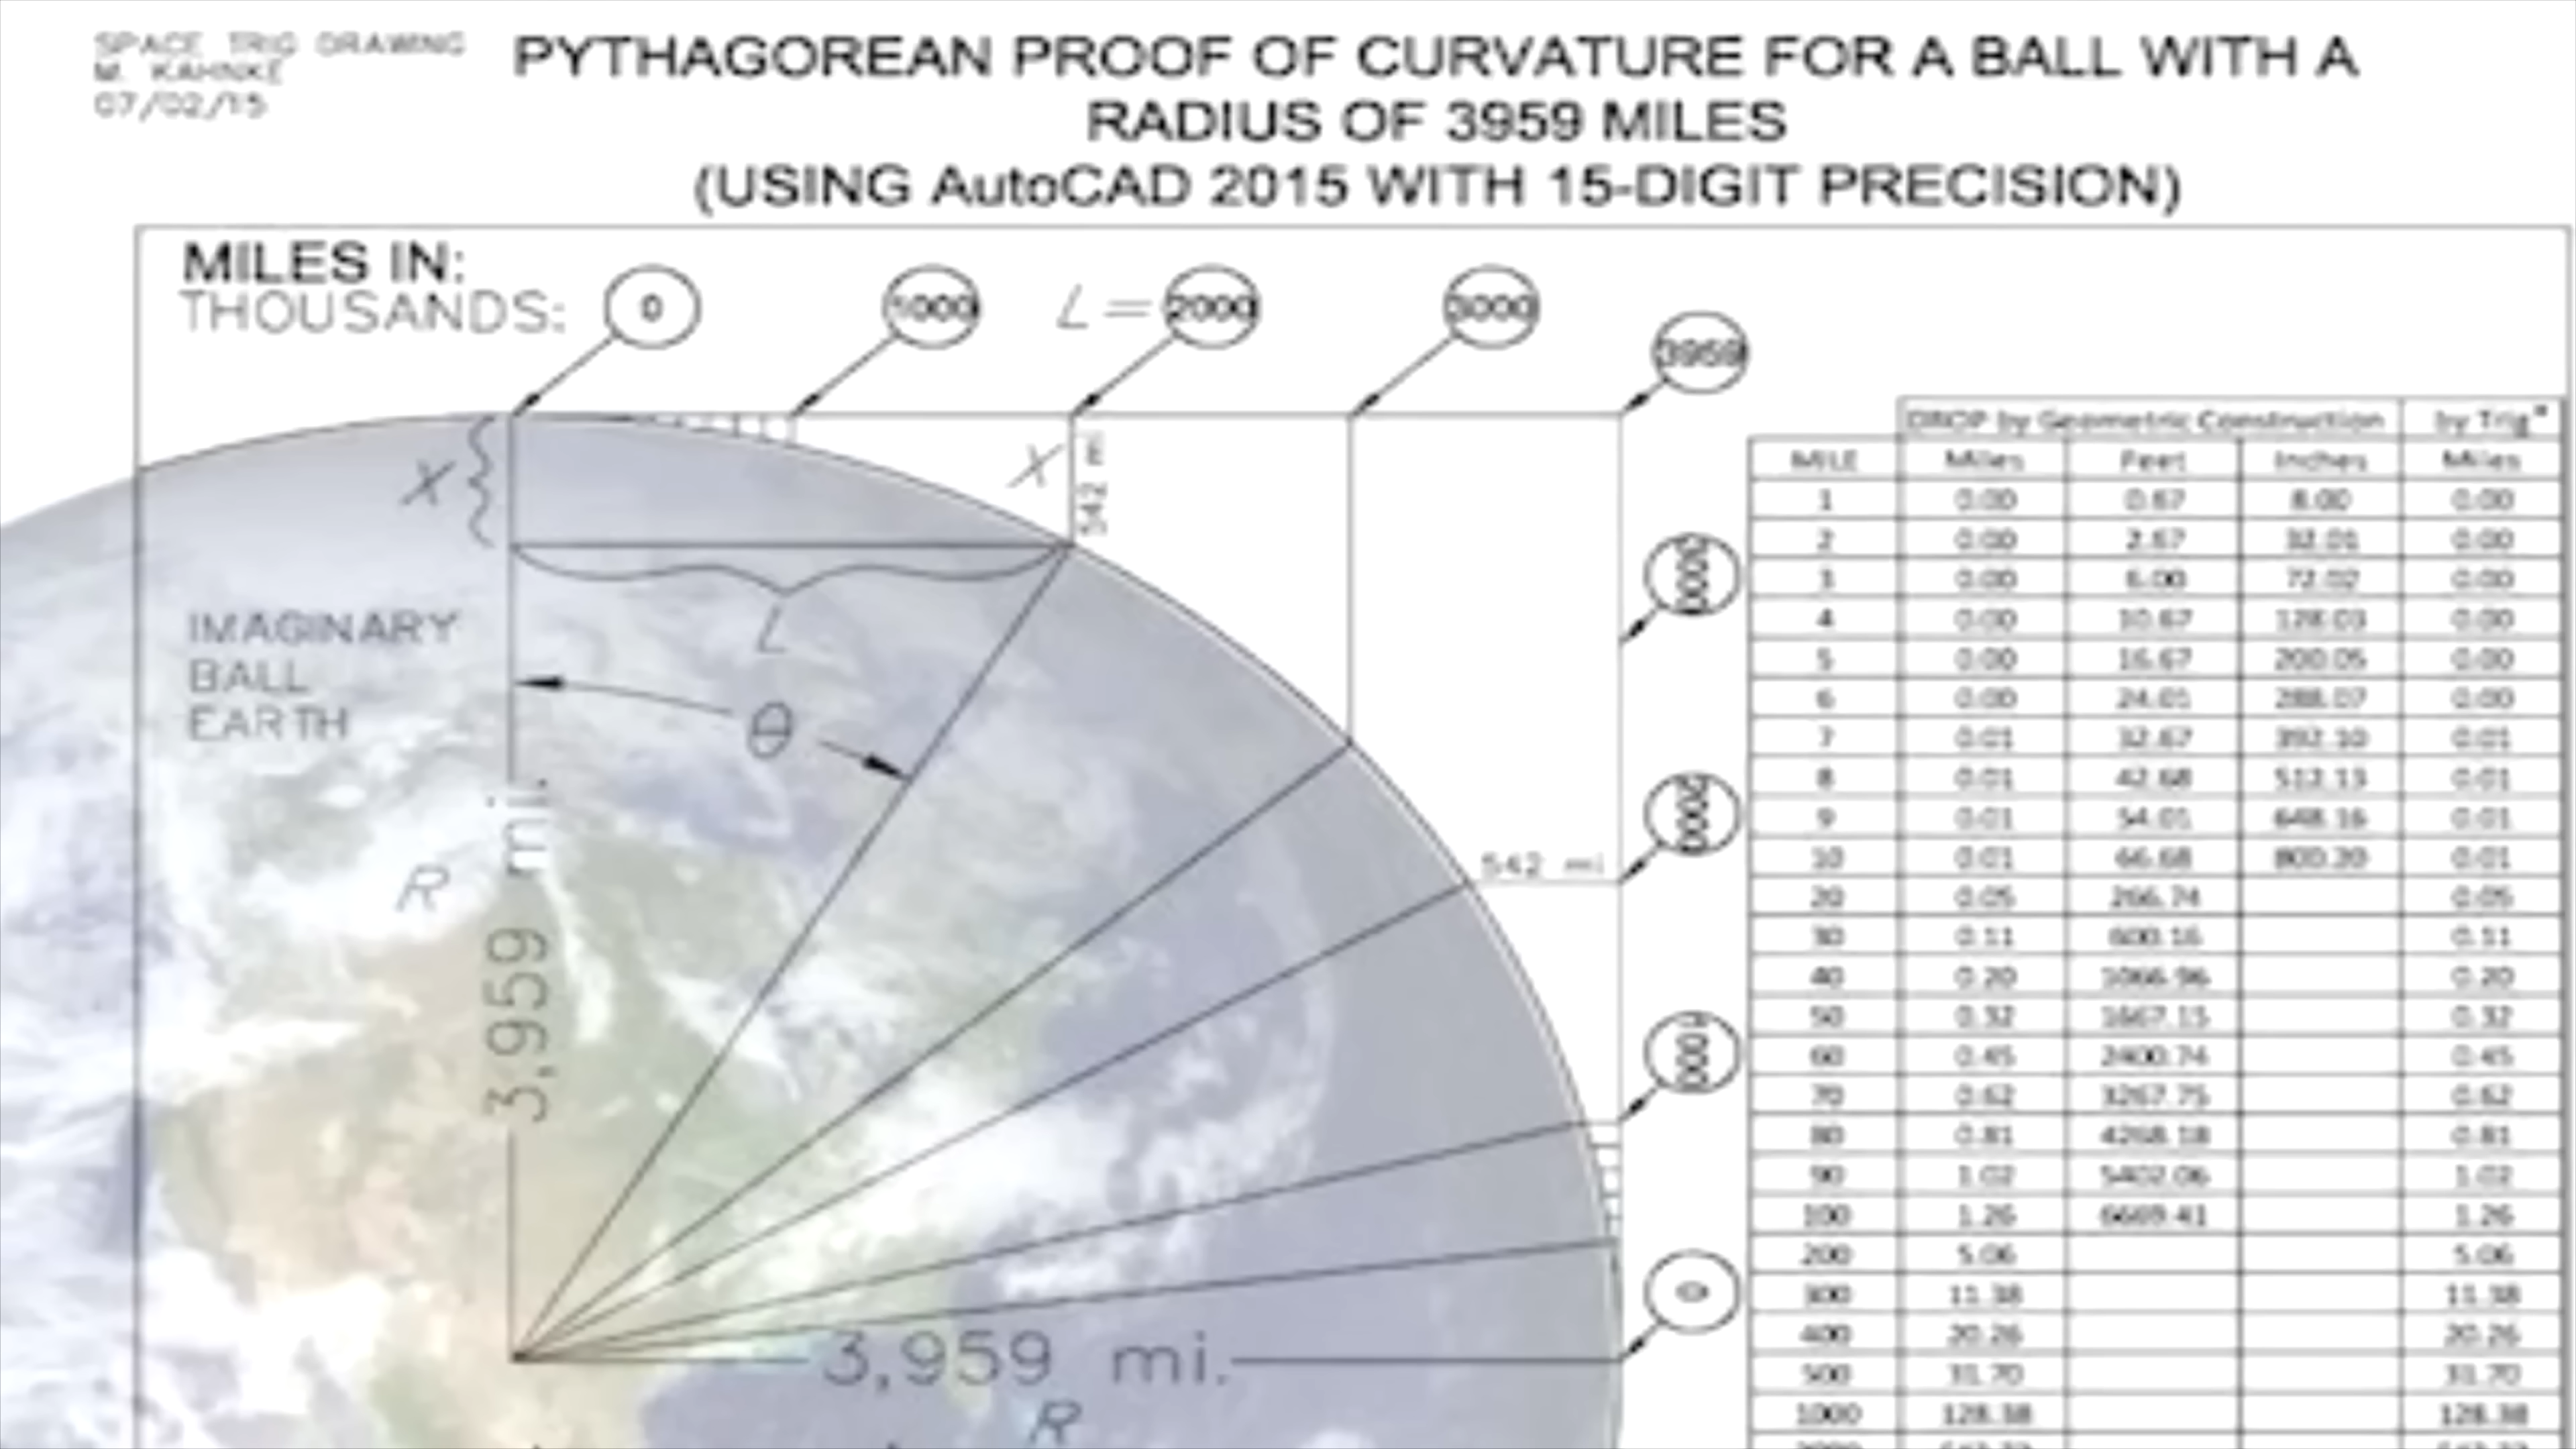 SPACE TRIG DRAWING
M. KAHNKE
07/02/15
PYTHAGOREAN PROOF OF CURVATURE FOR A BALL WITH A
RADIUS OF 3959 MILES
(USING AutoCAD 2015 WITH 15-DIGIT PRECISION)
MILES IN:
THOUSANDS:
0
1000
L = 2000
3000
3959
X
X
542 mi
L
IMAGINARY
BALL
EARTH
θ
R
3,959 mi.
3,959 mi.
R
3000
2000
542 mi
1000
0
DROP by Geometric Construction by Trig*
MILE Miles Feet Inches Miles
1 0.00 0.67 8.00 0.00
2 0.00 2.67 32.01 0.00
3 0.00 6.00 72.02 0.00
4 0.00 10.67 128.03 0.00
5 0.00 16.67 200.05 0.00
6 0.00 24.01 288.07 0.00
7 0.01 32.67 392.10 0.01
8 0.01 42.68 512.13 0.01
9 0.01 54.01 648.16 0.01
10 0.01 66.68 800.20 0.01
20 0.05 266.74 0.05
30 0.11 600.16 0.11
40 0.20 1066.96 0.20
50 0.32 1667.15 0.32
60 0.45 2400.74 0.45
70 0.62 3267.75 0.62
80 0.81 4268.18 0.81
90 1.02 5402.06 1.02
100 1.26 6669.41 1.26
200 5.06 5.06
300 11.38 11.38
400 20.26 20.26
500 31.70 31.70
1000 128.38 128.38